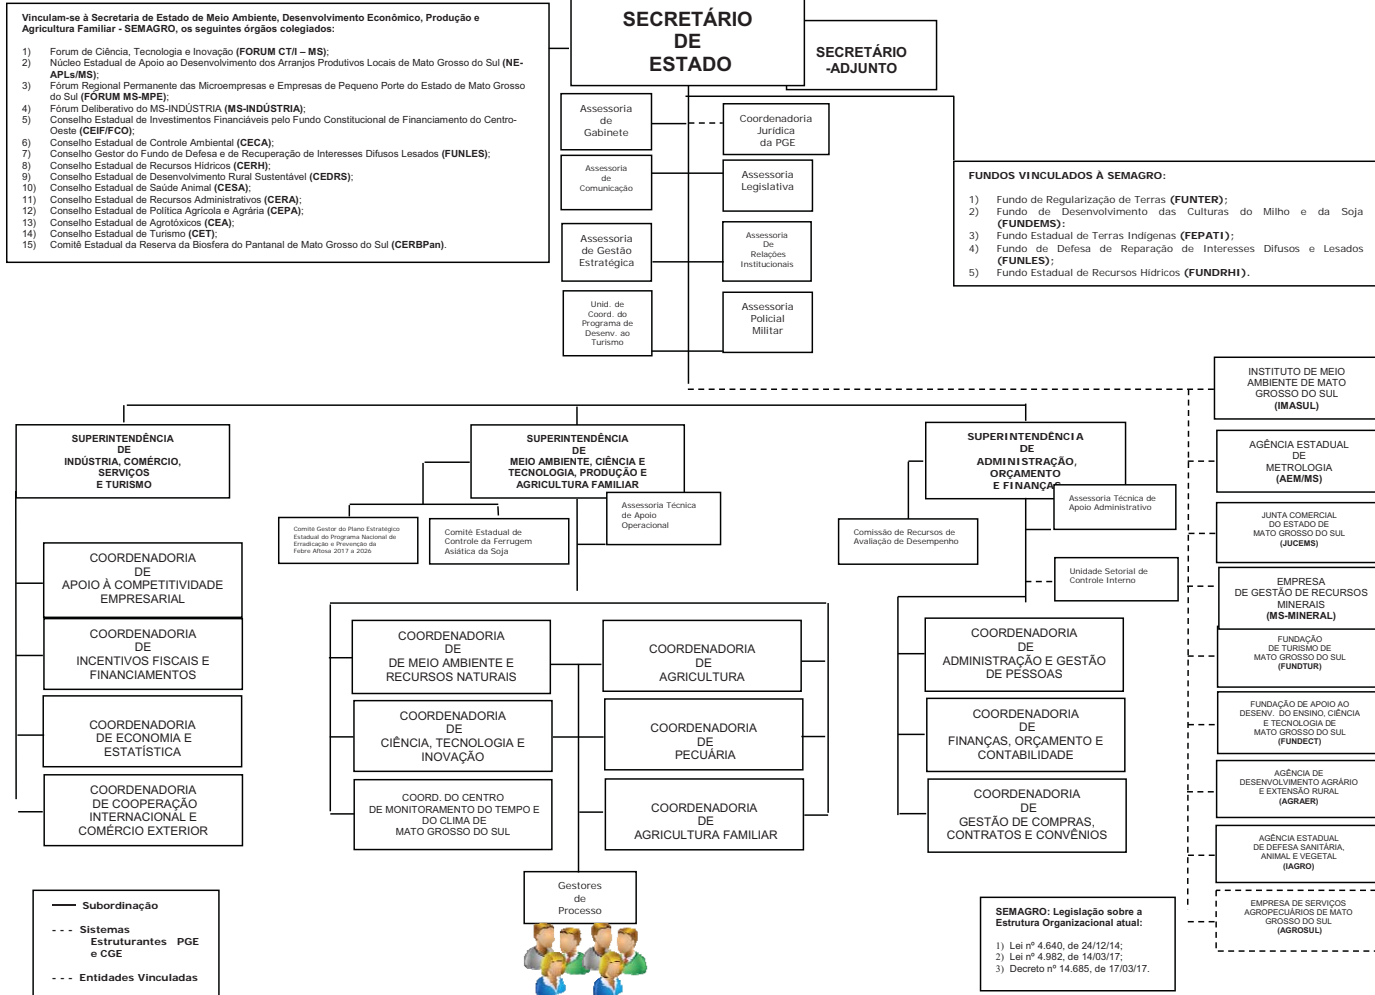 Vinculam-se à Secretaria de Estado de Meio Ambiente, Desenvolvimento Econômico, Produção e
Agricultura Familiar - SEMAGRO, os seguintes órgãos colegiados:
1) Forum de Ciência, Tecnologia e Inovação (FORUM CT/I – MS);
2) Núcleo Estadual de Apoio ao Desenvolvimento dos Arranjos Produtivos Locais de Mato Grosso do Sul (NE-
APLs/MS);
3) Fórum Regional Permanente das Microempresas e Empresas de Pequeno Porte do Estado de Mato Grosso
do Sul (FÓRUM MS-MPE);
4) Fórum Deliberativo do MS-INDÚSTRIA (MS-INDÚSTRIA);
5) Conselho Estadual de Investimentos Financiáveis pelo Fundo Constitucional de Financiamento do Centro-
Oeste (CEIF/FCO);
6) Conselho Estadual de Controle Ambiental (CECA);
7) Conselho Gestor do Fundo de Defesa e de Recuperação de Interesses Difusos Lesados (FUNLES);
8) Conselho Estadual de Recursos Hídricos (CERH);
9) Conselho Estadual de Desenvolvimento Rural Sustentável (CEDRS);
10) Conselho Estadual de Saúde Animal (CESA);
11) Conselho Estadual de Recursos Administrativos (CERA);
12) Conselho Estadual de Política Agrícola e Agrária (CEPA);
13) Conselho Estadual de Agrotóxicos (CEA);
14) Conselho Estadual de Turismo (CET);
15) Comitê Estadual da Reserva da Biosfera do Pantanal de Mato Grosso do Sul (CERBPan).
SECRETÁRIO
DE
ESTADO
SECRETÁRIO
-ADJUNTO
Assessoria
de
Gabinete
Coordenadoria
Jurídica
da PGE
Assessoria
de
Comunicação
Assessoria
Legislativa
Assessoria
de Gestão
Estratégica
Assessoria
De
Relações
Institucionais
Unid. de
Coord. do
Programa de
Desenv. ao
Turismo
Assessoria
Policial
Militar
FUNDOS VINCULADOS À SEMAGRO:
1) Fundo de Regularização de Terras (FUNTER);
2) Fundo de Desenvolvimento das Culturas do Milho e da Soja
(FUNDEMS):
3) Fundo Estadual de Terras Indígenas (FEPATI);
4) Fundo de Defesa de Reparação de Interesses Difusos e Lesados
(FUNLES);
5) Fundo Estadual de Recursos Hídricos (FUNDRHI).
SUPERINTENDÊNCIA
DE
INDÚSTRIA, COMÉRCIO,
SERVIÇOS
E TURISMO
COORDENADORIA
DE
APOIO À COMPETITIVIDADE
EMPRESARIAL
COORDENADORIA
DE
INCENTIVOS FISCAIS E
FINANCIAMENTOS
COORDENADORIA
DE ECONOMIA E
ESTATÍSTICA
COORDENADORIA
DE COOPERAÇÃO
INTERNACIONAL E
COMÉRCIO EXTERIOR
SUPERINTENDÊNCIA
DE
MEIO AMBIENTE, CIÊNCIA E
TECNOLOGIA, PRODUÇÃO E
AGRICULTURA FAMILIAR
Assessoria Técnica
de Apoio
Operacional
Comitê Gestor do Plano Estratégico
Estadual do Programa Nacional de
Erradicação e Prevenção da
Febre Aftosa 2017 a 2026
Comitê Estadual de
Controle da Ferrugem
Asiática da Soja
COORDENADORIA
DE
DE MEIO AMBIENTE E
RECURSOS NATURAIS
COORDENADORIA
DE
AGRICULTURA
COORDENADORIA
DE
CIÊNCIA, TECNOLOGIA E
INOVAÇÃO
COORDENADORIA
DE
PECUÁRIA
COORD. DO CENTRO
DE MONITORAMENTO DO TEMPO E
DO CLIMA DE
MATO GROSSO DO SUL
COORDENADORIA
DE
AGRICULTURA FAMILIAR
Gestores
de
Processo
SUPERINTENDÊNCIA
DE
ADMINISTRAÇÃO,
ORÇAMENTO
E FINANÇAS
Assessoria Técnica de
Apoio Administrativo
Comissão de Recursos de
Avaliação de Desempenho
Unidade Setorial de
Controle Interno
COORDENADORIA
DE
ADMINISTRAÇÃO E GESTÃO
DE PESSOAS
COORDENADORIA
DE
FINANÇAS, ORÇAMENTO E
CONTABILIDADE
COORDENADORIA
DE
GESTÃO DE COMPRAS,
CONTRATOS E CONVÊNIOS
INSTITUTO DE MEIO
AMBIENTE DE MATO
GROSSO DO SUL
(IMASUL)
AGÊNCIA ESTADUAL
DE
METROLOGIA
(AEM/MS)
JUNTA COMERCIAL
DO ESTADO DE
MATO GROSSO DO SUL
(JUCEMS)
EMPRESA
DE GESTÃO DE RECURSOS
MINERAIS
(MS-MINERAL)
FUNDAÇÃO
DE TURISMO DE
MATO GROSSO DO SUL
(FUNDTUR)
FUNDAÇÃO DE APOIO AO
DESENV. DO ENSINO, CIÊNCIA
E TECNOLOGIA DE
MATO GROSSO DO SUL
(FUNDECT)
AGÊNCIA DE
DESENVOLVIMENTO AGRÁRIO
E EXTENSÃO RURAL
(AGRAER)
AGÊNCIA ESTADUAL
DE DEFESA SANITÁRIA,
ANIMAL E VEGETAL
(IAGRO)
EMPRESA DE SERVIÇOS
AGROPECUÁRIOS DE MATO
GROSSO DO SUL
(AGROSUL)
Subordinação
- - - Sistemas
Estruturantes PGE
e CGE
- - - Entidades Vinculadas
SEMAGRO: Legislação sobre a
Estrutura Organizacional atual:
1) Lei nº 4.640, de 24/12/14;
2) Lei nº 4.982, de 14/03/17;
3) Decreto nº 14.685, de 17/03/17.